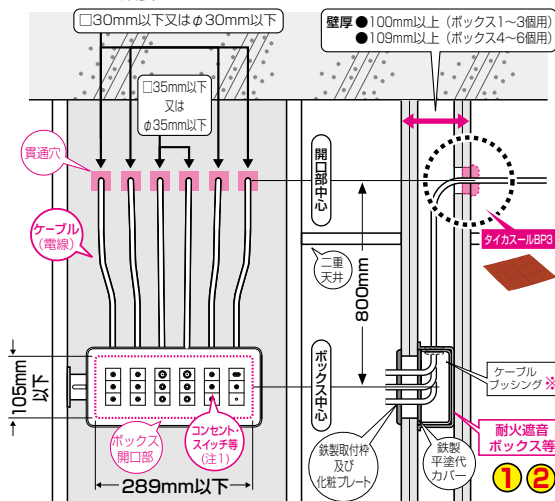 □30mm以下又はφ30mm以下
壁厚●100mm以上（ボックス1～3個用）
●109mm以上（ボックス4～6個用）
□35mm以下
又は
φ35mm以下
貫通穴
開口部中心
ケーブル
(電線)
タイカスールBP3
二重
天井
800mm
ボックス中心
105mm
以下
ケーブル
ブッシング※
コンセント・
スイッチ等
(注1)
ボックス
開口部
鉄製取付枠
及び
化粧プレート
鉄製
平塗代
カバー
耐火遮音
ボックス等
① ②
289mm以下